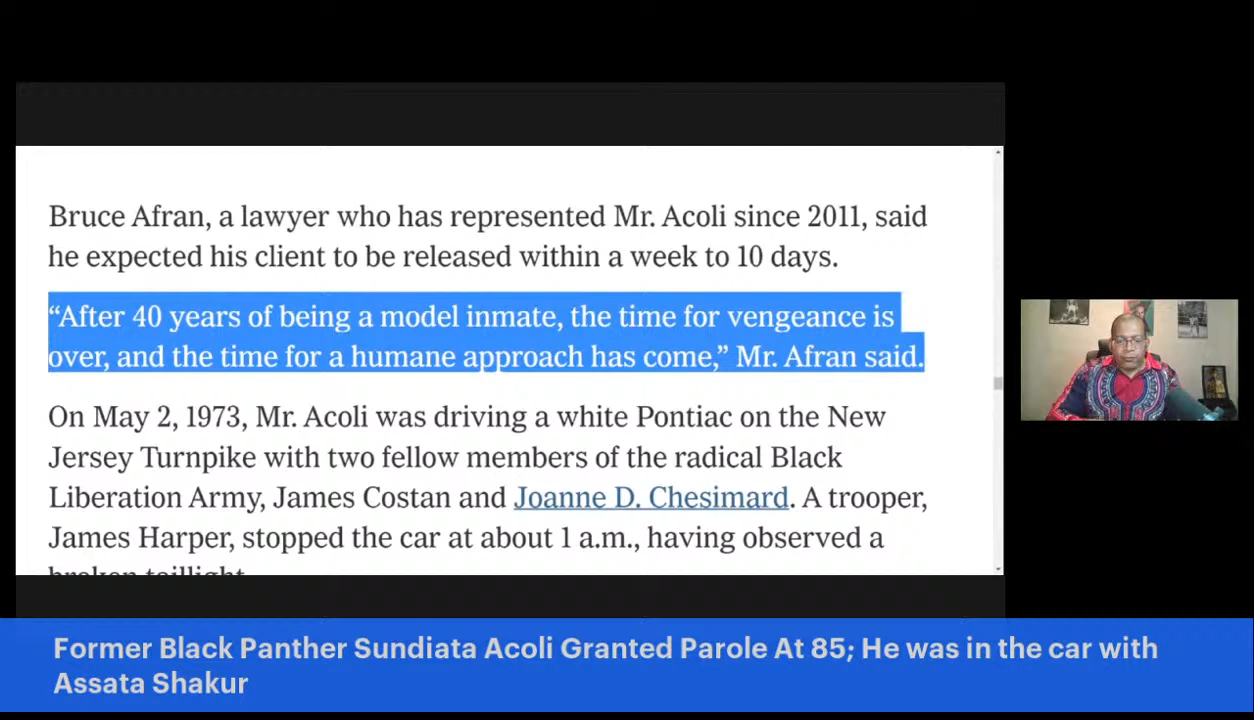 Bruce Afran, a lawyer who has represented Mr. Acoli since 2011, said
he expected his client to be released within a week to 10 days.
“After 40 years of being a model inmate, the time for vengeance is
over, and the time for a humane approach has come,” Mr. Afran said.
On May 2, 1973, Mr. Acoli was driving a white Pontiac on the New
Jersey Turnpike with two fellow members of the radical Black
Liberation Army, James Costan and Joanne D. Chesimard. A trooper,
James Harper, stopped the car at about 1 a.m., having observed a
broken taillight.
Former Black Panther Sundiata Acoli Granted Parole At 85; He was in the car with
Assata Shakur